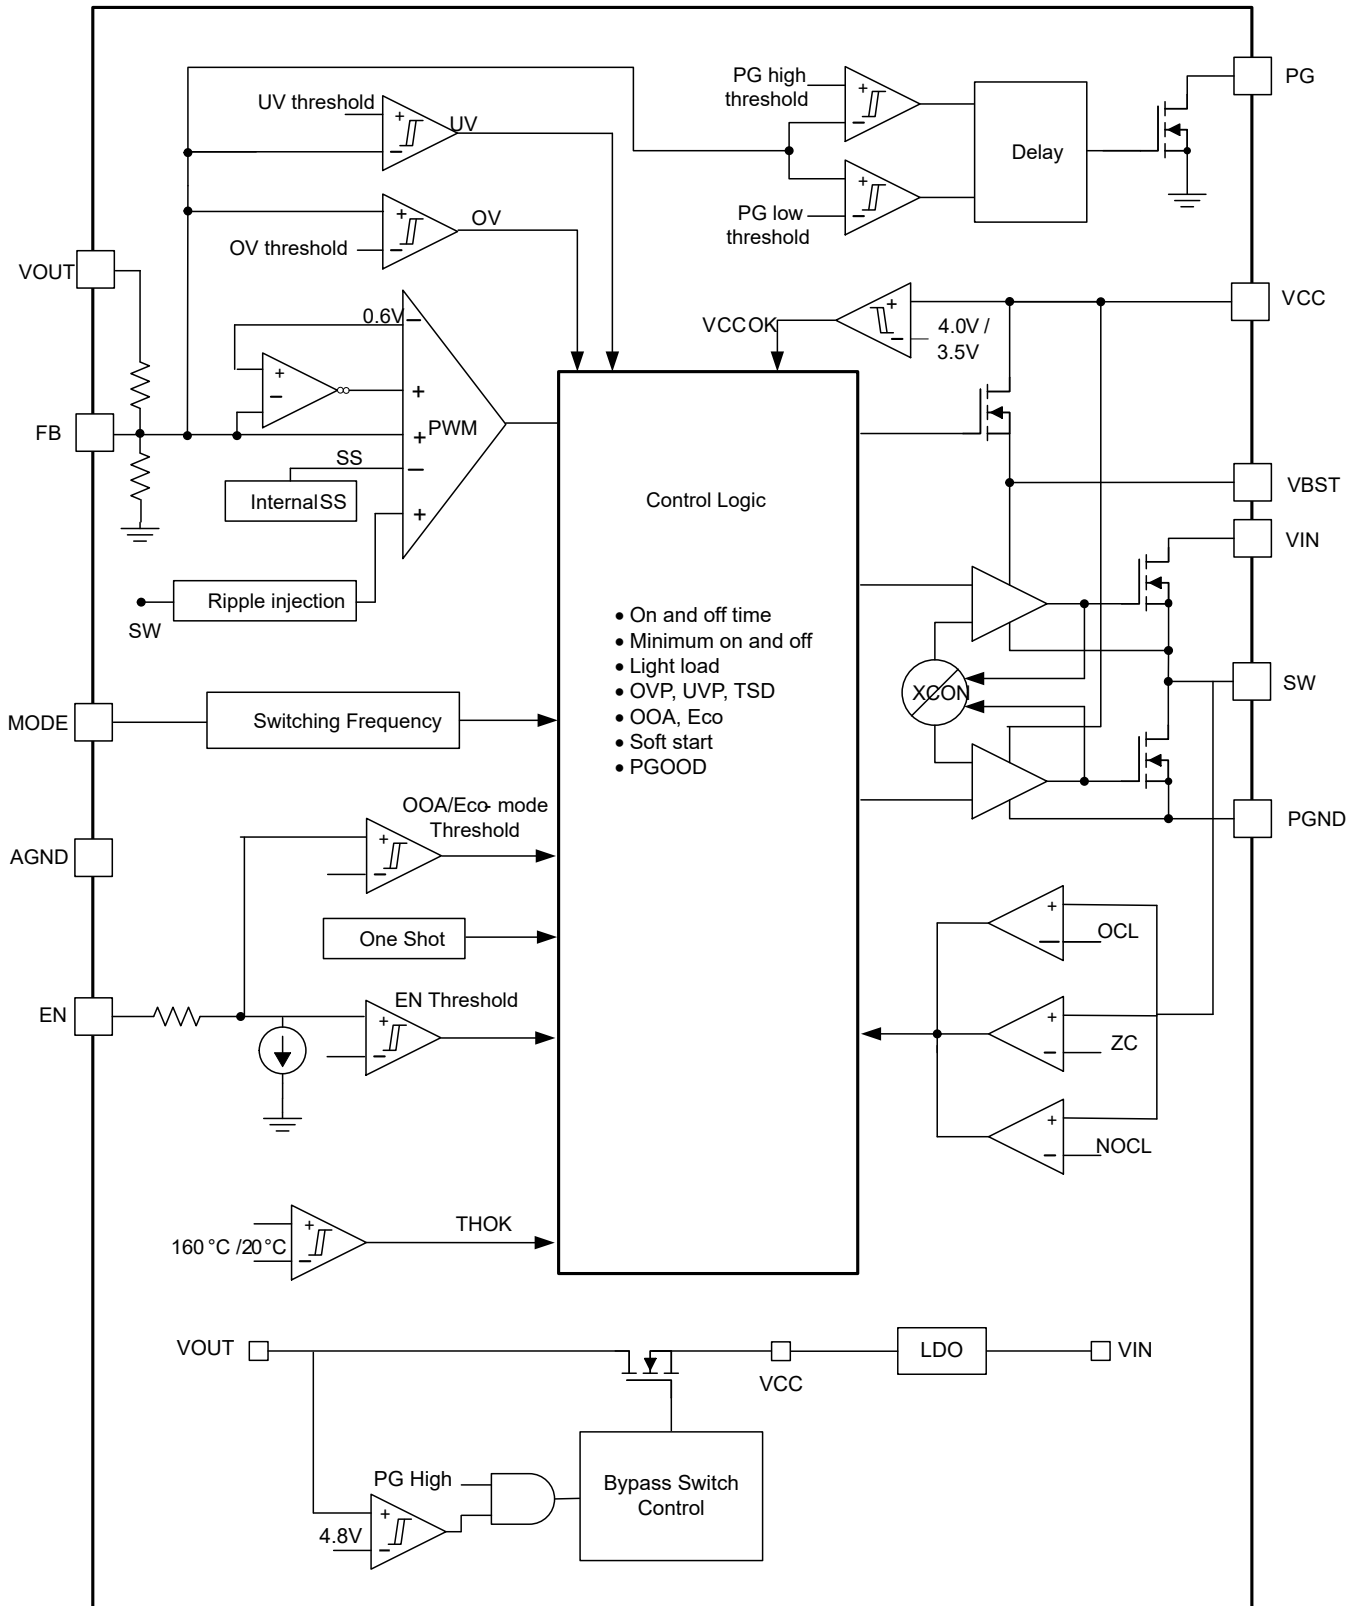 PG high
threshold
PG
UV threshold
UV
Delay
PG low
threshold
OV
OV threshold
VOUT
VCC
0.6V
VCCOK
4.0V /
3.5V
FB
PWM
SS
InternalSS
Control Logic
VBST
VIN
Ripple injection
SW
• On and off time
• Minimum on and off
• Light load
• OVP, UVP, TSD
• OOA, Eco
• Soft start
• PGOOD
XCON
SW
MODE
Switching Frequency
OOA/Eco- mode
Threshold
PGND
AGND
One Shot
OCL
EN Threshold
EN
ZC
NOCL
THOK
160 °C /20 °C
VOUT
VCC
LDO
VIN
PG High
Bypass Switch
Control
4.8V